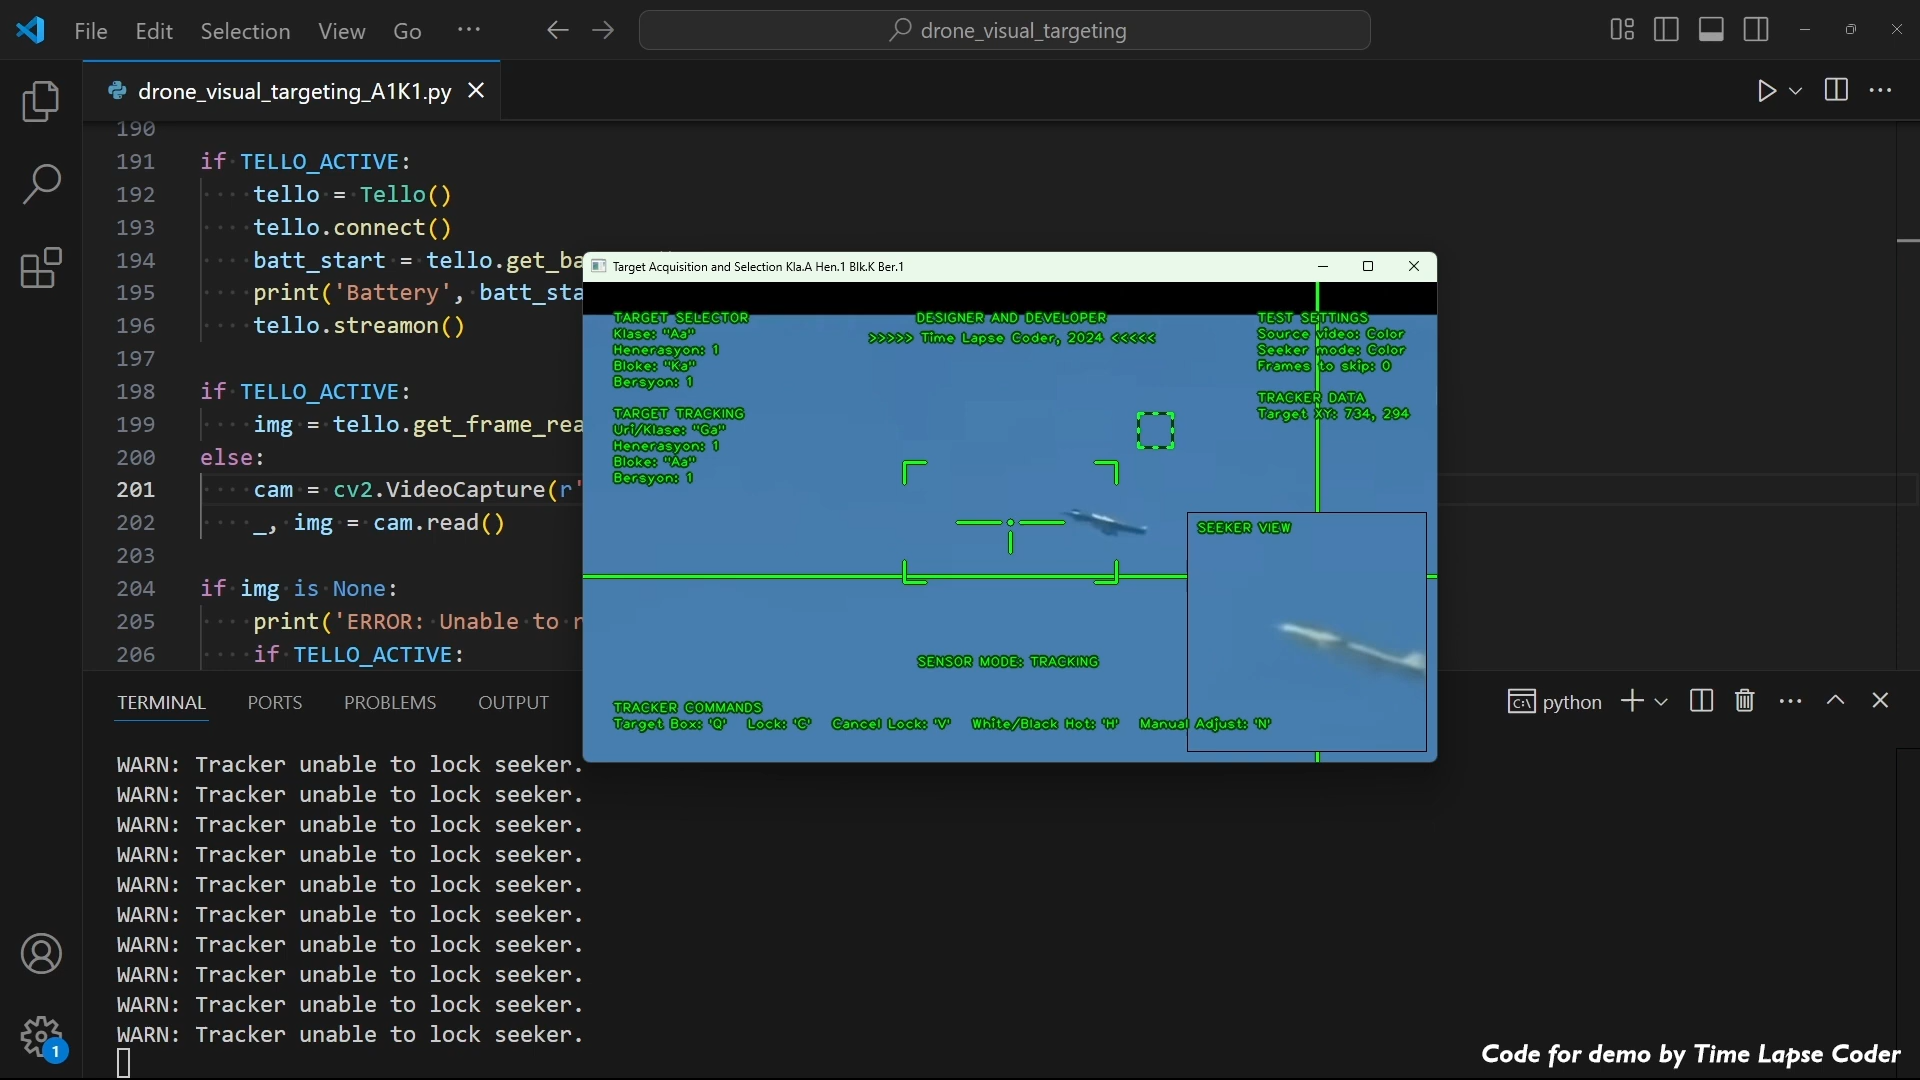 File Edit Selection View Go ...
drone_visual_targeting
drone_visual_targeting_A1K1.py
190
191 if TELLO_ACTIVE:
192 tello = Tello()
193 tello.connect()
194 batt_start = tello.get_ba
195 print('Battery', batt_sta
196 tello.streamon()
197
198 if TELLO_ACTIVE:
199 img = tello.get_frame_rea
200 else:
201 cam = cv2.VideoCapture(r'
202 _, img = cam.read()
203
204 if img is None:
205 print('ERROR: Unable to r
206 if TELLO_ACTIVE:
Target Acquisition and Selection Kla.A Hen.1 Blk.K Ber.1
TARGET SELECTOR
Klase: "Aa"
Henerasyon: 1
Bloke: "Ka"
Bersyon: 1
TARGET TRACKING
Uri/Klase: "Ga"
Henerasyon: 1
Bloke: "Aa"
Bersyon: 1
DESIGNER AND DEVELOPER
>>>>> Time Lapse Coder, 2024 <<<<<
TEST SETTINGS
Source video: Color
Seeker mode: Color
Frames to skip: 0
TRACKER DATA
Target XY: 734, 294
SEEKER VIEW
SENSOR MODE: TRACKING
TRACKER COMMANDS
Target Box: 'Q' Lock: 'C' Cancel Lock: 'V' White/Black Hot: 'H' Manual Adjust: 'N'
TERMINAL PORTS PROBLEMS OUTPUT
python
WARN: Tracker unable to lock seeker.
WARN: Tracker unable to lock seeker.
WARN: Tracker unable to lock seeker.
WARN: Tracker unable to lock seeker.
WARN: Tracker unable to lock seeker.
WARN: Tracker unable to lock seeker.
WARN: Tracker unable to lock seeker.
WARN: Tracker unable to lock seeker.
WARN: Tracker unable to lock seeker.
WARN: Tracker unable to lock seeker.
1
Code for demo by Time Lapse Coder